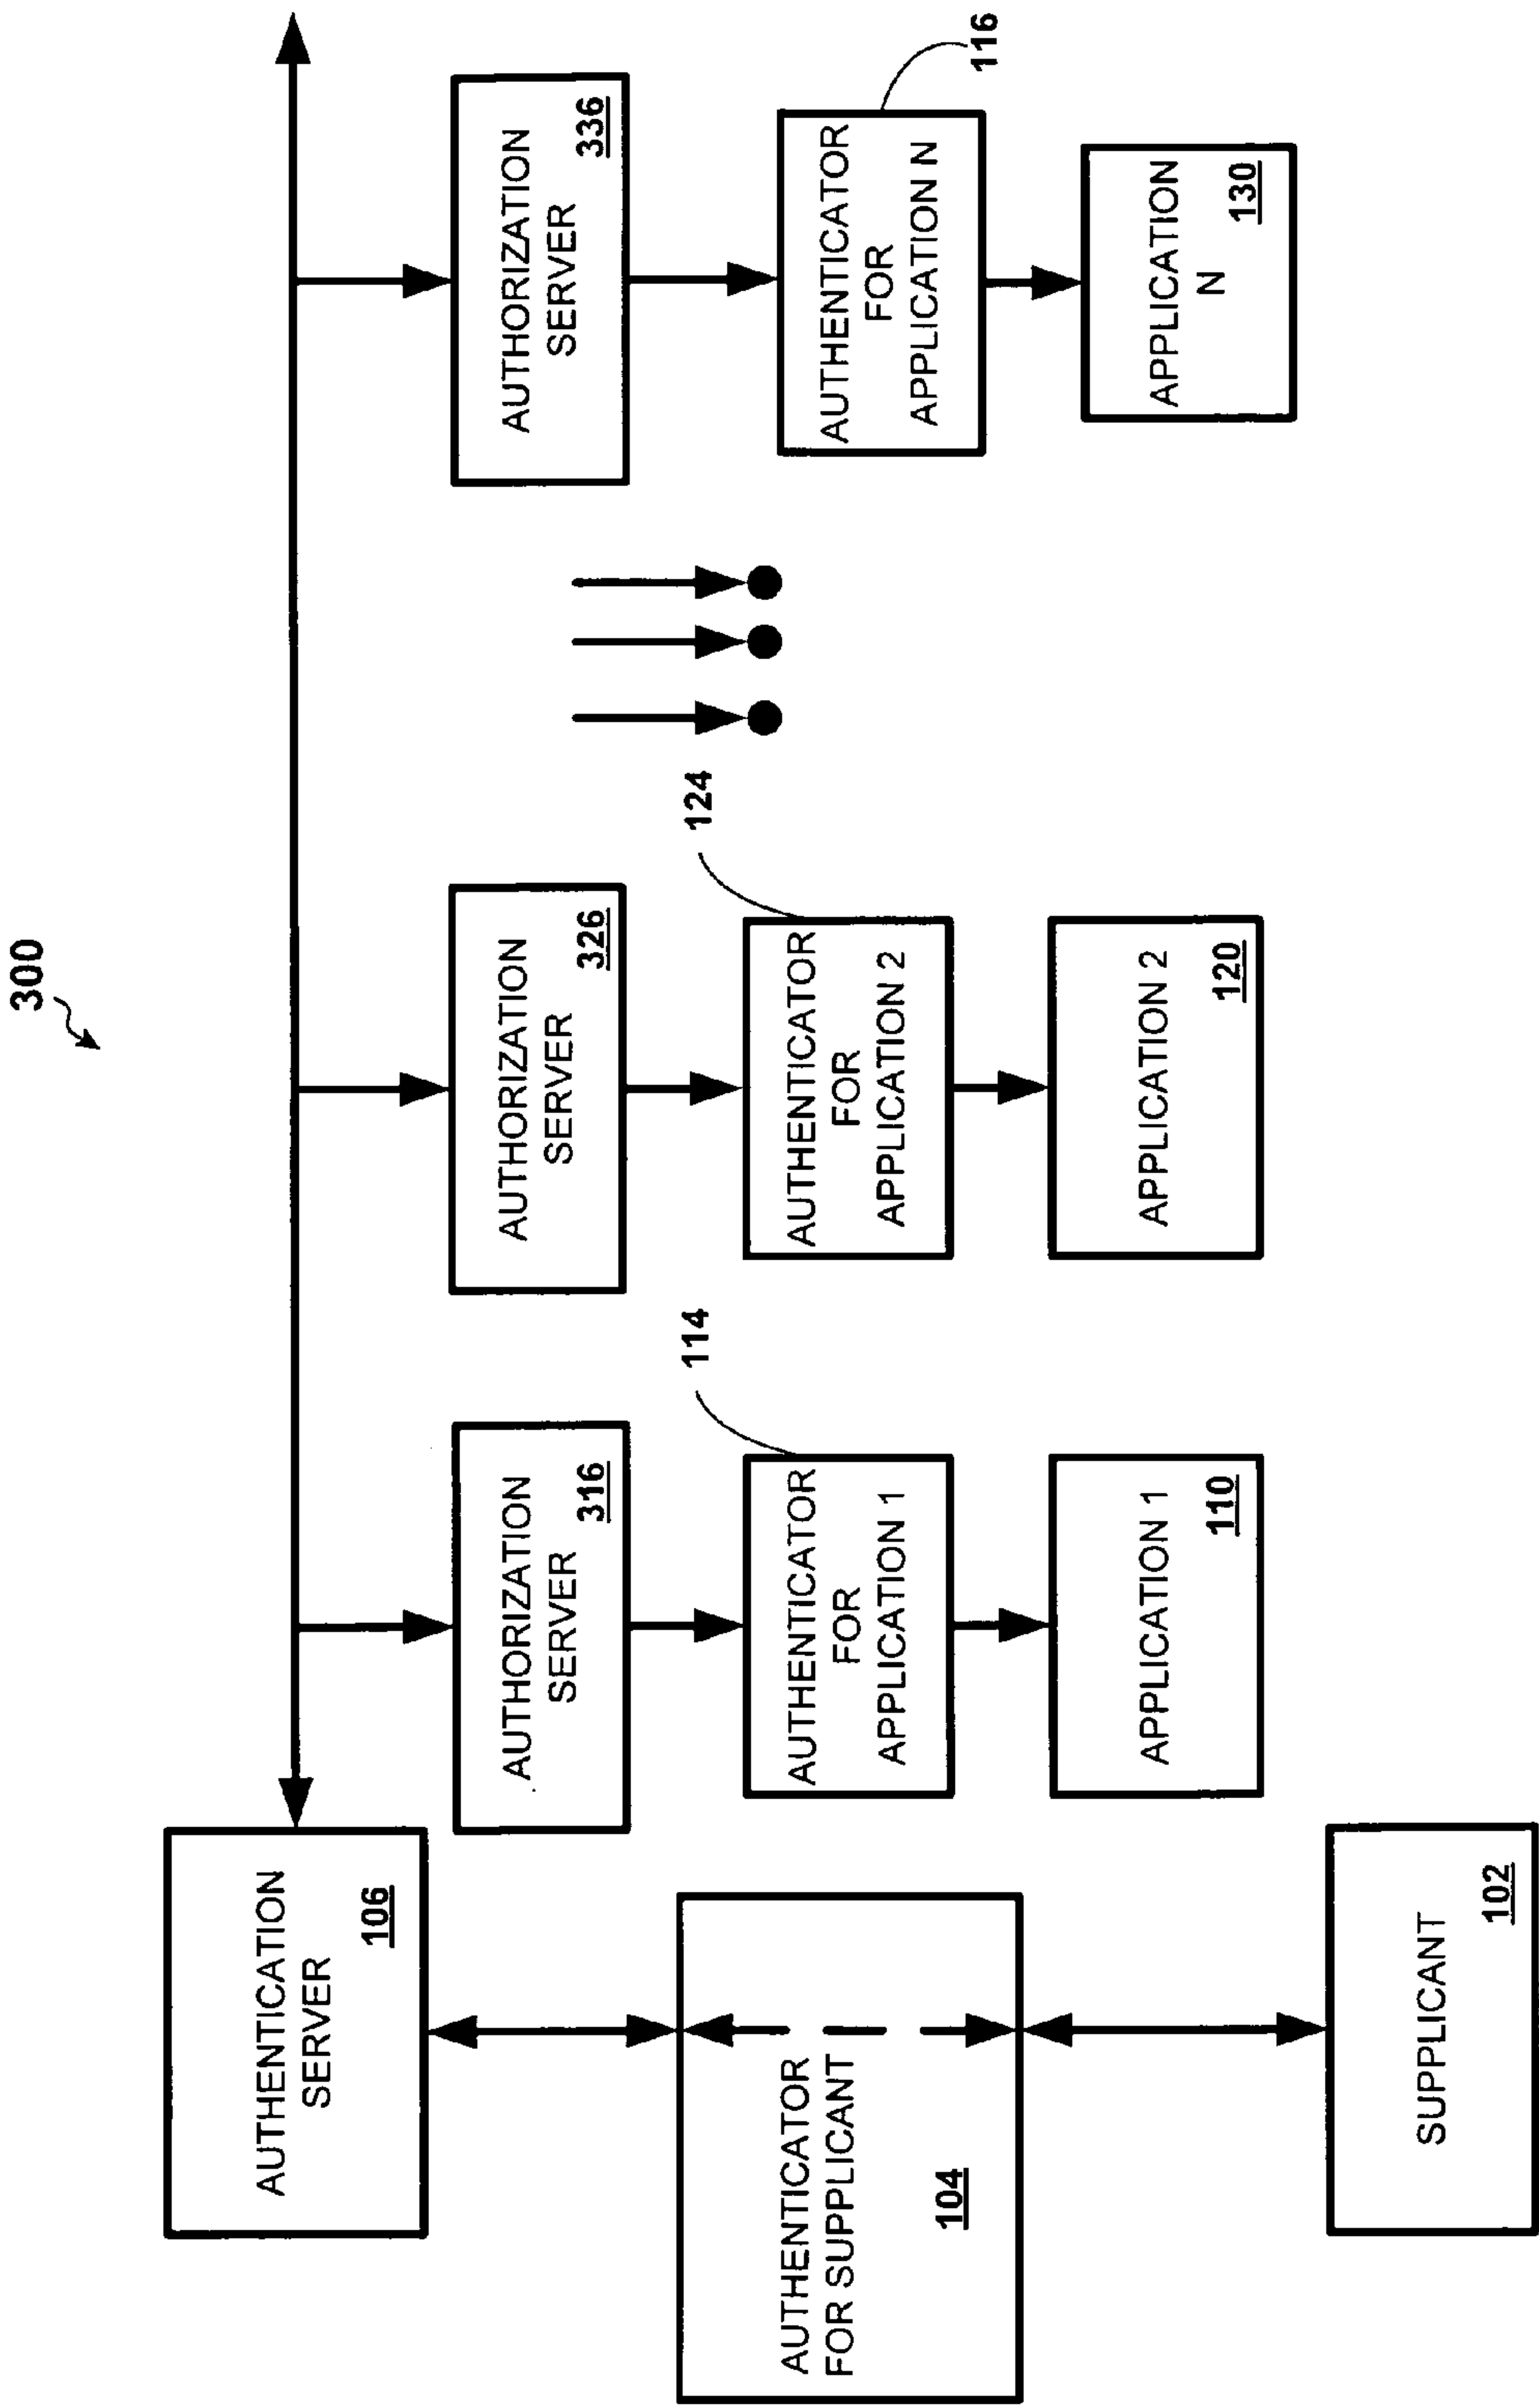 300
AUTHENTICATION
SERVER
106
AUTHENTICATOR
FOR SUPPLICANT
104
SUPPLICANT
102
AUTHORIZATION
SERVER
316
114
AUTHENTICATOR
FOR
APPLICATION 1
APPLICATION 1
110
AUTHORIZATION
SERVER
326
124
AUTHENTICATOR
FOR
APPLICATION 2
APPLICATION 2
120
AUTHORIZATION
SERVER
336
AUTHENTICATOR
FOR
APPLICATION N
116
APPLICATION
N
130